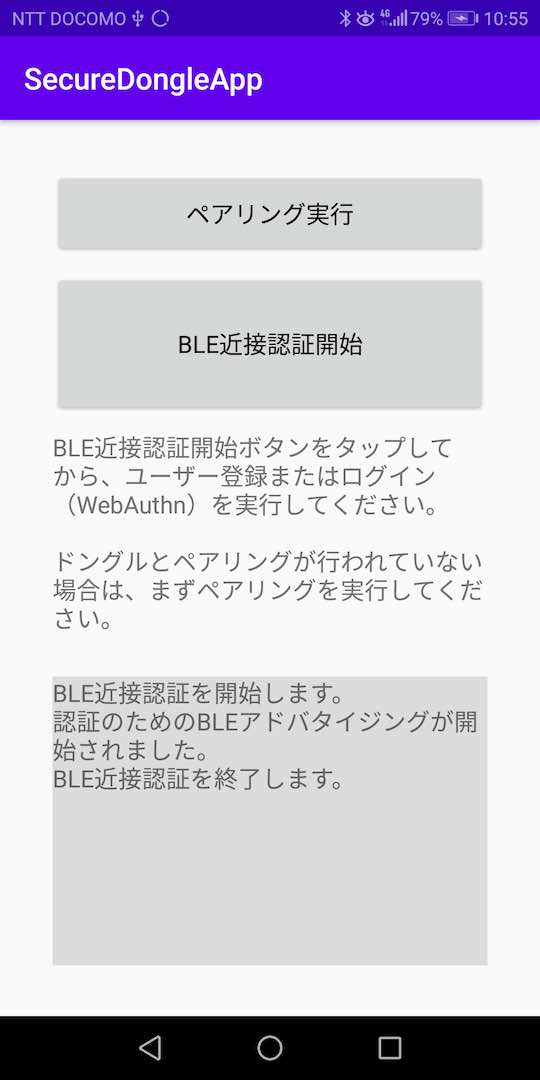 NTT DOCOMO 4G 79% 10:55
SecureDongleApp
ペアリング実行
BLE近接認証開始
BLE近接認証開始ボタンをタップして
から、ユーザー登録またはログイン
（WebAuthn）を実行してください。
ドングルとペアリングが行われていない
場合は、まずペアリングを実行してくだ
さい。
BLE近接認証を開始します。
認証のためのBLEアドバタイジングが開
始されました。
BLE近接認証を終了します。